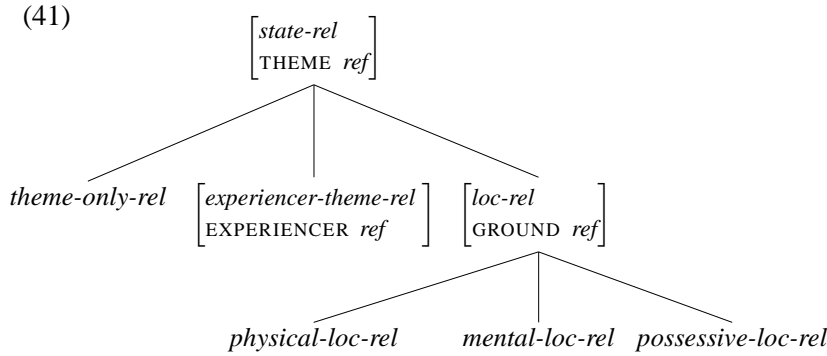 (41)
state-rel
THEME ref
theme-only-rel experiencer-theme-rel loc-rel
EXPERIENCER ref GROUND ref
physical-loc-rel mental-loc-rel possessive-loc-rel